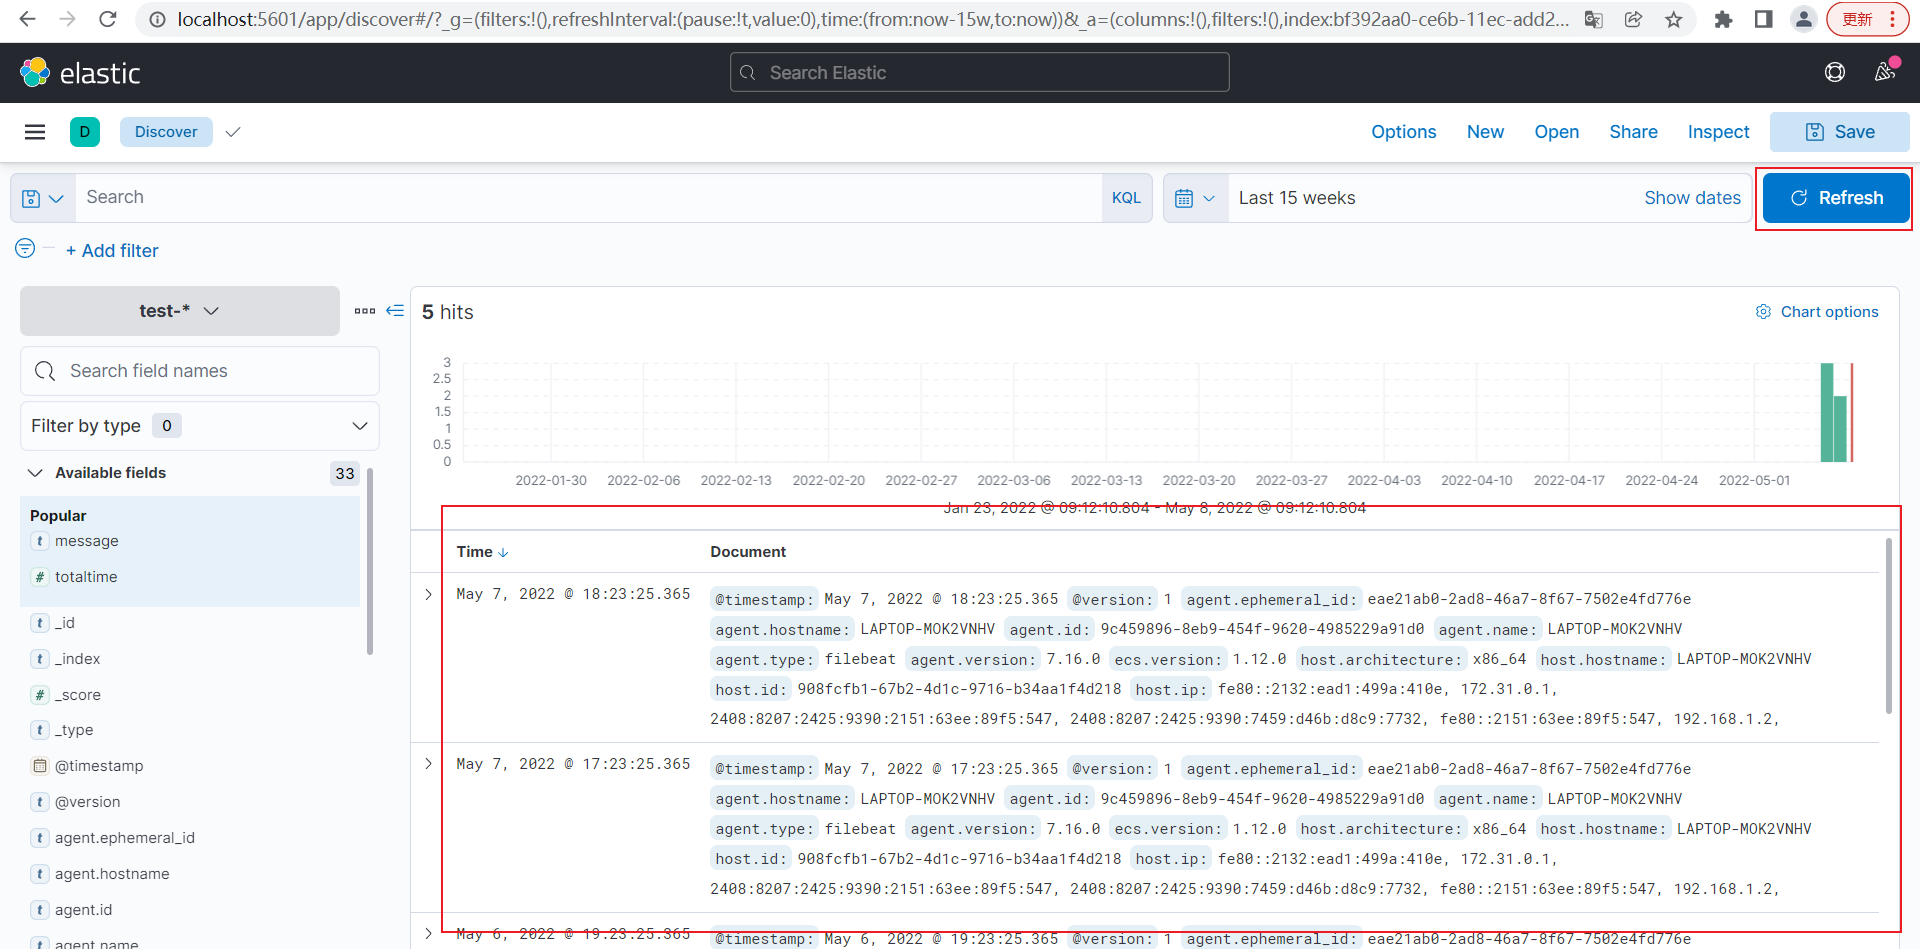 localhost:5601/app/discover#/?_g=(filters:!(),refreshInterval:(pause:!t,value:0),time:(from:now-15w,to:now))&_a=(columns:!(),filters:!(),index:bf392aa0-ce6b-11ec-add2... 更新
elastic Search Elastic
D Discover Options New Open Share Inspect Save
Search KQL Last 15 weeks Show dates Refresh
+ Add filter
test-* 5 hits Chart options
Search field names
Filter by type 0
Available fields 33
Popular
t message
# totaltime
t _id
t _index
# _score
t _type
@timestamp
t @version
t agent.ephemeral_id
t agent.hostname
t agent.id
t agent.name
3
2.5
2
1.5
1
0.5
0
2022-01-30 2022-02-06 2022-02-13 2022-02-20 2022-02-27 2022-03-06 2022-03-13 2022-03-20 2022-03-27 2022-04-03 2022-04-10 2022-04-17 2022-04-24 2022-05-01
Jan 23, 2022 @ 09:12:10.804 - May 8, 2022 @ 09:12:10.804
Time Document
May 7, 2022 @ 18:23:25.365 @timestamp: May 7, 2022 @ 18:23:25.365 @version: 1 agent.ephemeral_id: eae21ab0-2ad8-46a7-8f67-7502e4fd776e
agent.hostname: LAPTOP-MOK2VNHV agent.id: 9c459896-8eb9-454f-9620-4985229a91d0 agent.name: LAPTOP-MOK2VNHV
agent.type: filebeat agent.version: 7.16.0 ecs.version: 1.12.0 host.architecture: x86_64 host.hostname: LAPTOP-MOK2VNHV
host.id: 908fcfb1-67b2-4d1c-9716-b34aa1f4d218 host.ip: fe80::2132:ead1:499a:410e, 172.31.0.1,
2408:8207:2425:9390:2151:63ee:89f5:547, 2408:8207:2425:9390:7459:d46b:d8c9:7732, fe80::2151:63ee:89f5:547, 192.168.1.2,
May 7, 2022 @ 17:23:25.365 @timestamp: May 7, 2022 @ 17:23:25.365 @version: 1 agent.ephemeral_id: eae21ab0-2ad8-46a7-8f67-7502e4fd776e
agent.hostname: LAPTOP-MOK2VNHV agent.id: 9c459896-8eb9-454f-9620-4985229a91d0 agent.name: LAPTOP-MOK2VNHV
agent.type: filebeat agent.version: 7.16.0 ecs.version: 1.12.0 host.architecture: x86_64 host.hostname: LAPTOP-MOK2VNHV
host.id: 908fcfb1-67b2-4d1c-9716-b34aa1f4d218 host.ip: fe80::2132:ead1:499a:410e, 172.31.0.1,
2408:8207:2425:9390:2151:63ee:89f5:547, 2408:8207:2425:9390:7459:d46b:d8c9:7732, fe80::2151:63ee:89f5:547, 192.168.1.2,
May 6, 2022 @ 19:23:25.365 @timestamp: May 6, 2022 @ 19:23:25.365 @version: 1 agent.ephemeral_id: eae21ab0-2ad8-46a7-8f67-7502e4fd776e